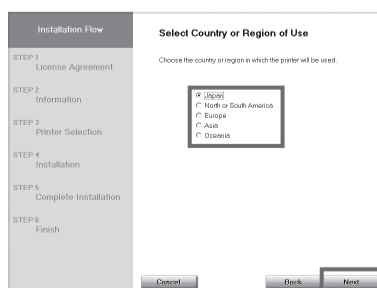 Installation Flow
STEP 1
License Agreement
STEP 2
Information
STEP 3
Printer Selection
STEP 4
Installation
STEP 5
Complete Installation
STEP 6
Finish
Select Country or Region of Use
Choose the country or region in which the printer will be used.
Japan
North or South America
Europe
Asia
Oceania
Cancel
Back
Next